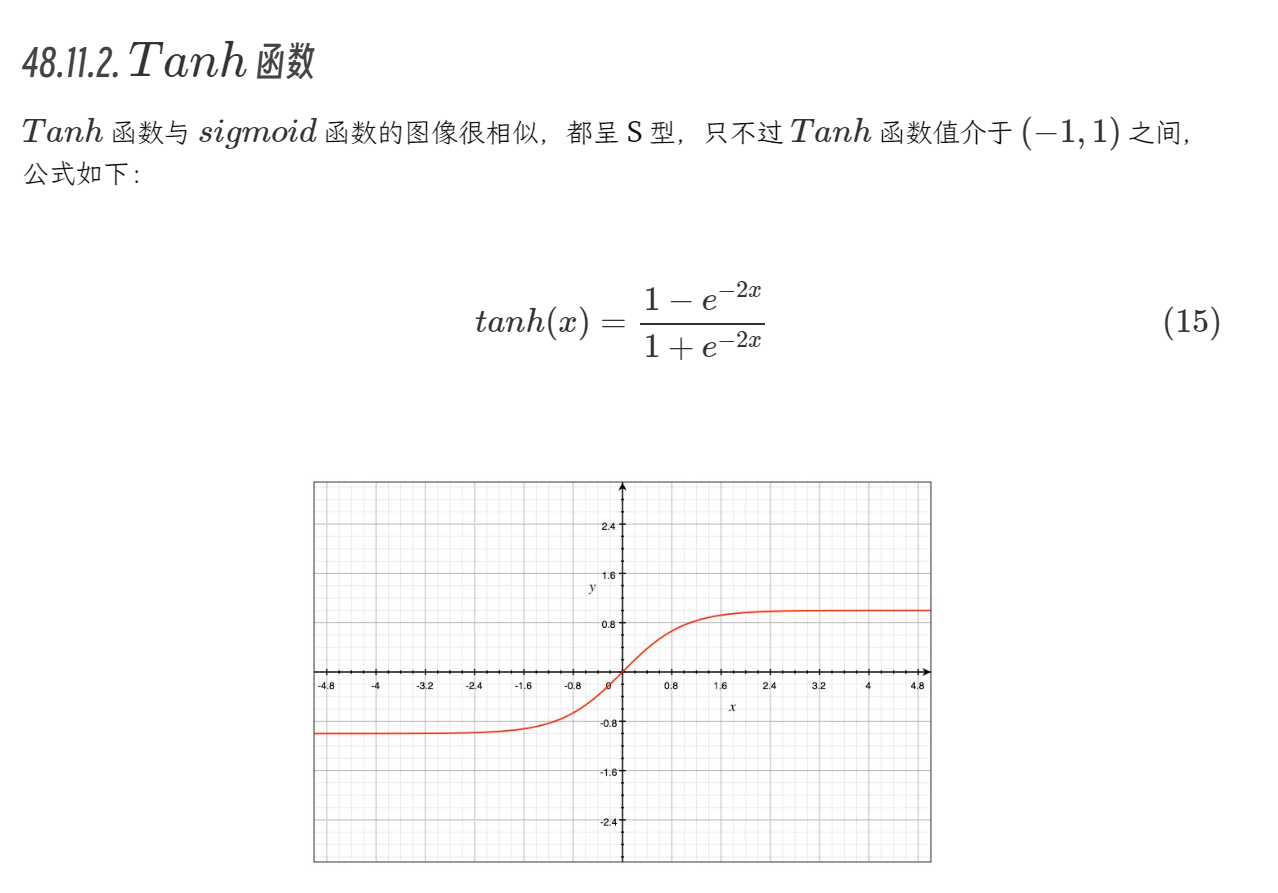 48.11.2. Tanh 函数
Tanh 函数与 sigmoid 函数的图像很相似，都呈 S 型，只不过 Tanh 函数值介于 (−1, 1) 之间，
公式如下：
tanh(x) = \frac{1 − e^{−2x}}{1 + e^{−2x}} (15)
2.4
1.6
y
0.8
-4.8 -4 -3.2 -2.4 -1.6 -0.8 0 0.8 1.6 2.4 3.2 4 4.8
x
-0.8
-1.6
-2.4